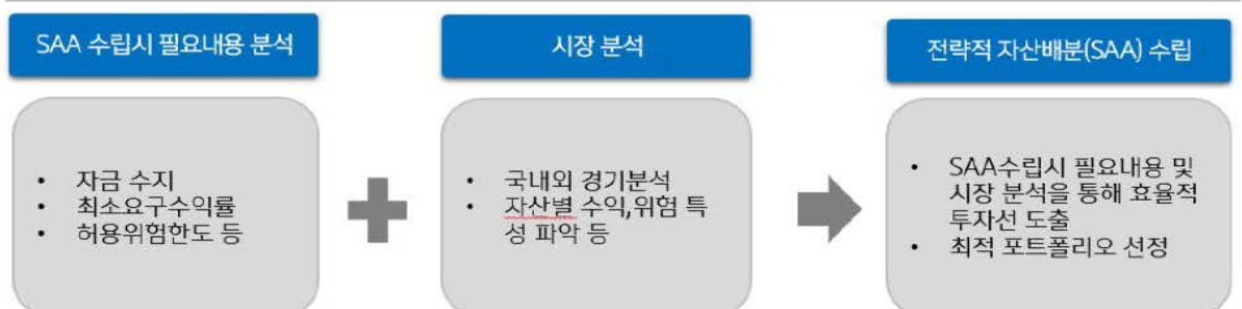 SAA 수립시 필요내용 분석
• 자금 수지
• 최소요구수익률
• 허용위험한도 등
시장 분석
• 국내외 경기분석
• 자산별 수익,위험 특
성 파악 등
전략적 자산배분(SAA) 수립
• SAA수립시 필요내용 및
시장 분석을 통해 효율적
투자선 도출
• 최적 포트폴리오 선정